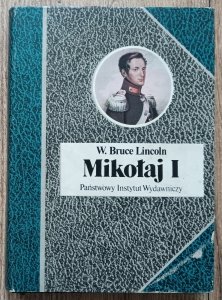 W. Bruce Lincoln
Mikołaj I
Państwowy Instytut Wydawniczy